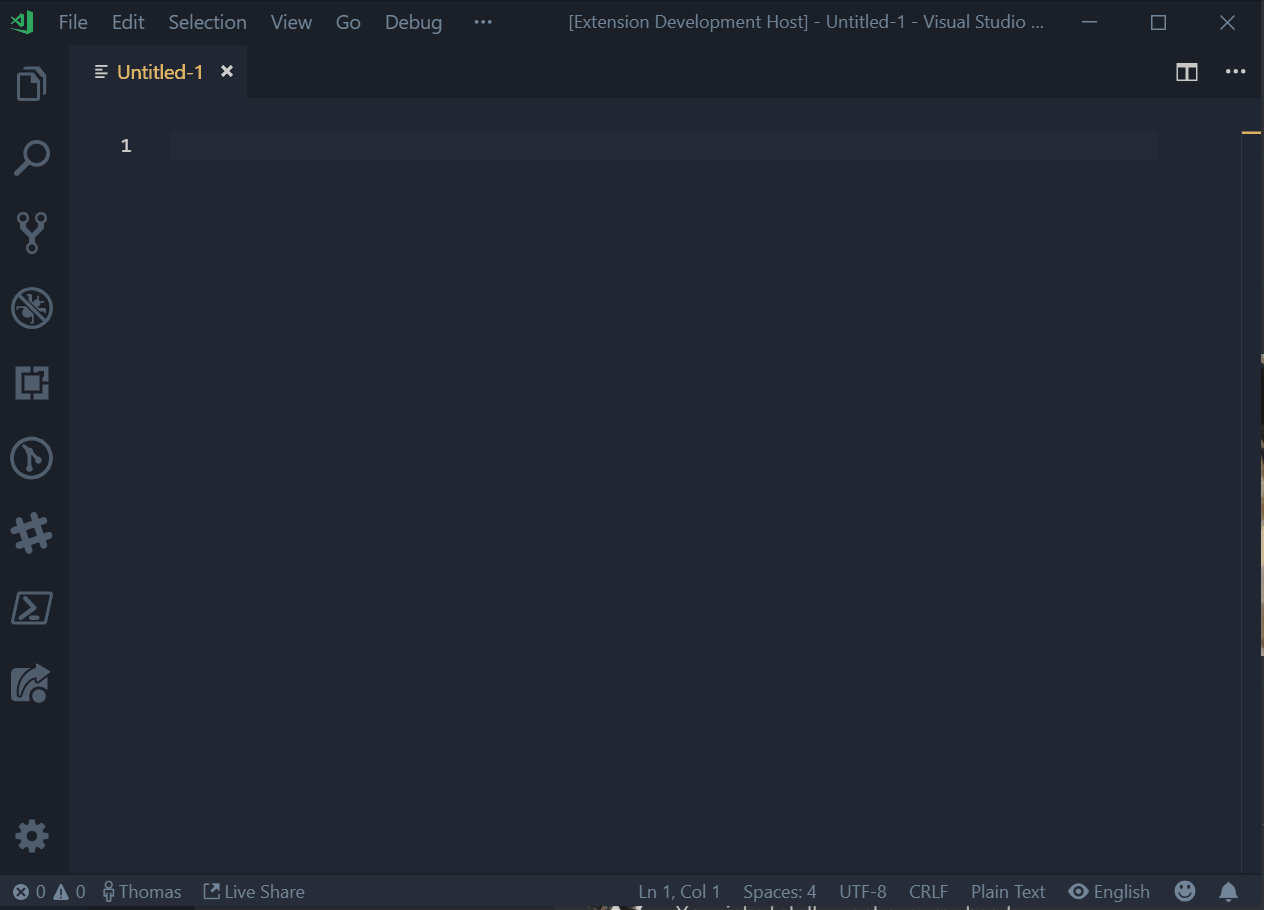 File Edit Selection View Go Debug ··· [Extension Development Host] - Untitled-1 - Visual Studio ...
Untitled-1
1
0 0 Thomas Live Share Ln 1, Col 1 Spaces: 4 UTF-8 CRLF Plain Text English